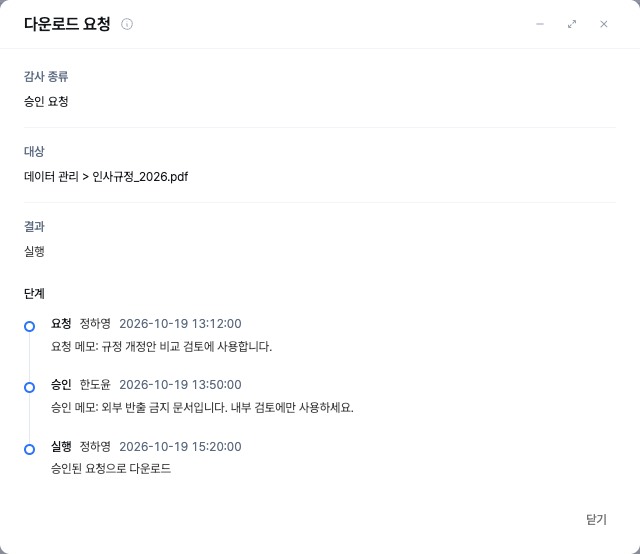 다운로드 요청
감사 종류
승인 요청
대상
데이터 관리 > 인사규정_2026.pdf
결과
실행
단계
요청 정하영 2026-10-19 13:12:00
요청 메모: 규정 개정안 비교 검토에 사용합니다.
승인 한도윤 2026-10-19 13:50:00
승인 메모: 외부 반출 금지 문서입니다. 내부 검토에만 사용하세요.
실행 정하영 2026-10-19 15:20:00
승인된 요청으로 다운로드
닫기